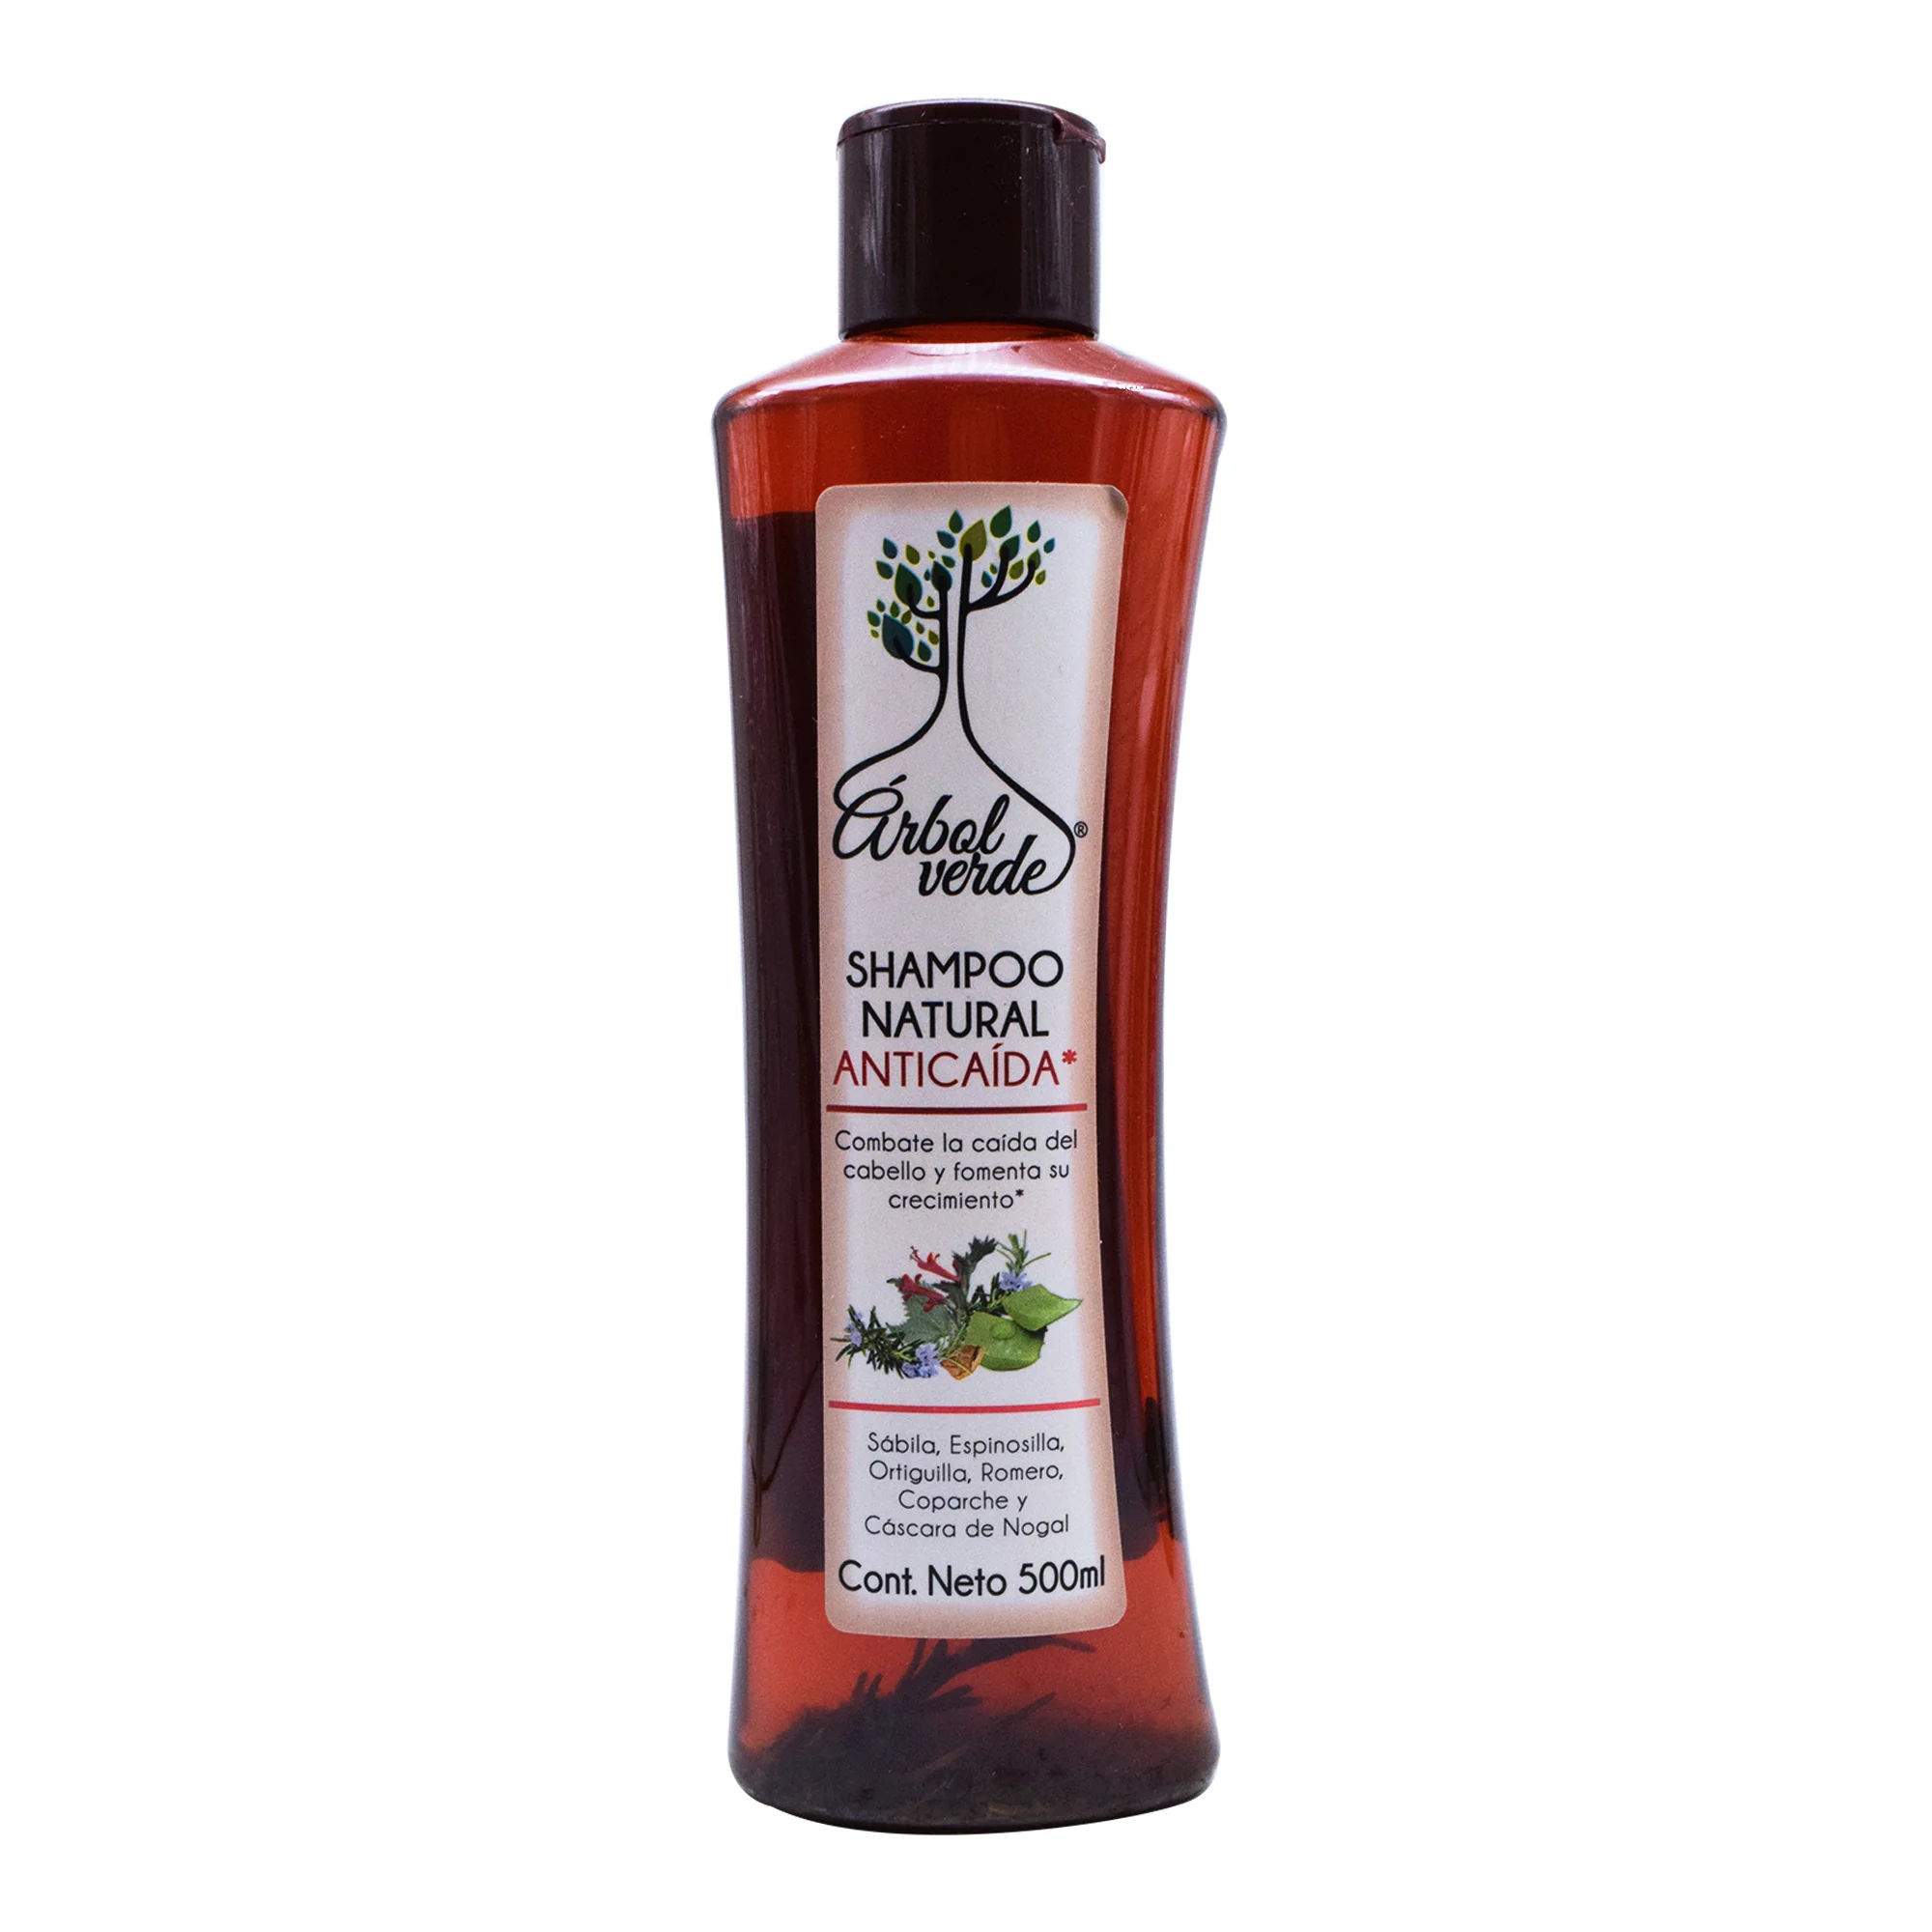 Árbol
verde®
SHAMPOO
NATURAL
ANTICAÍDA*
Combate la caída del
cabello y fomenta su
crecimiento*
Sábila, Espinosilla,
Ortiguilla, Romero,
Coparche y
Cáscara de Nogal
Cont. Neto 500ml